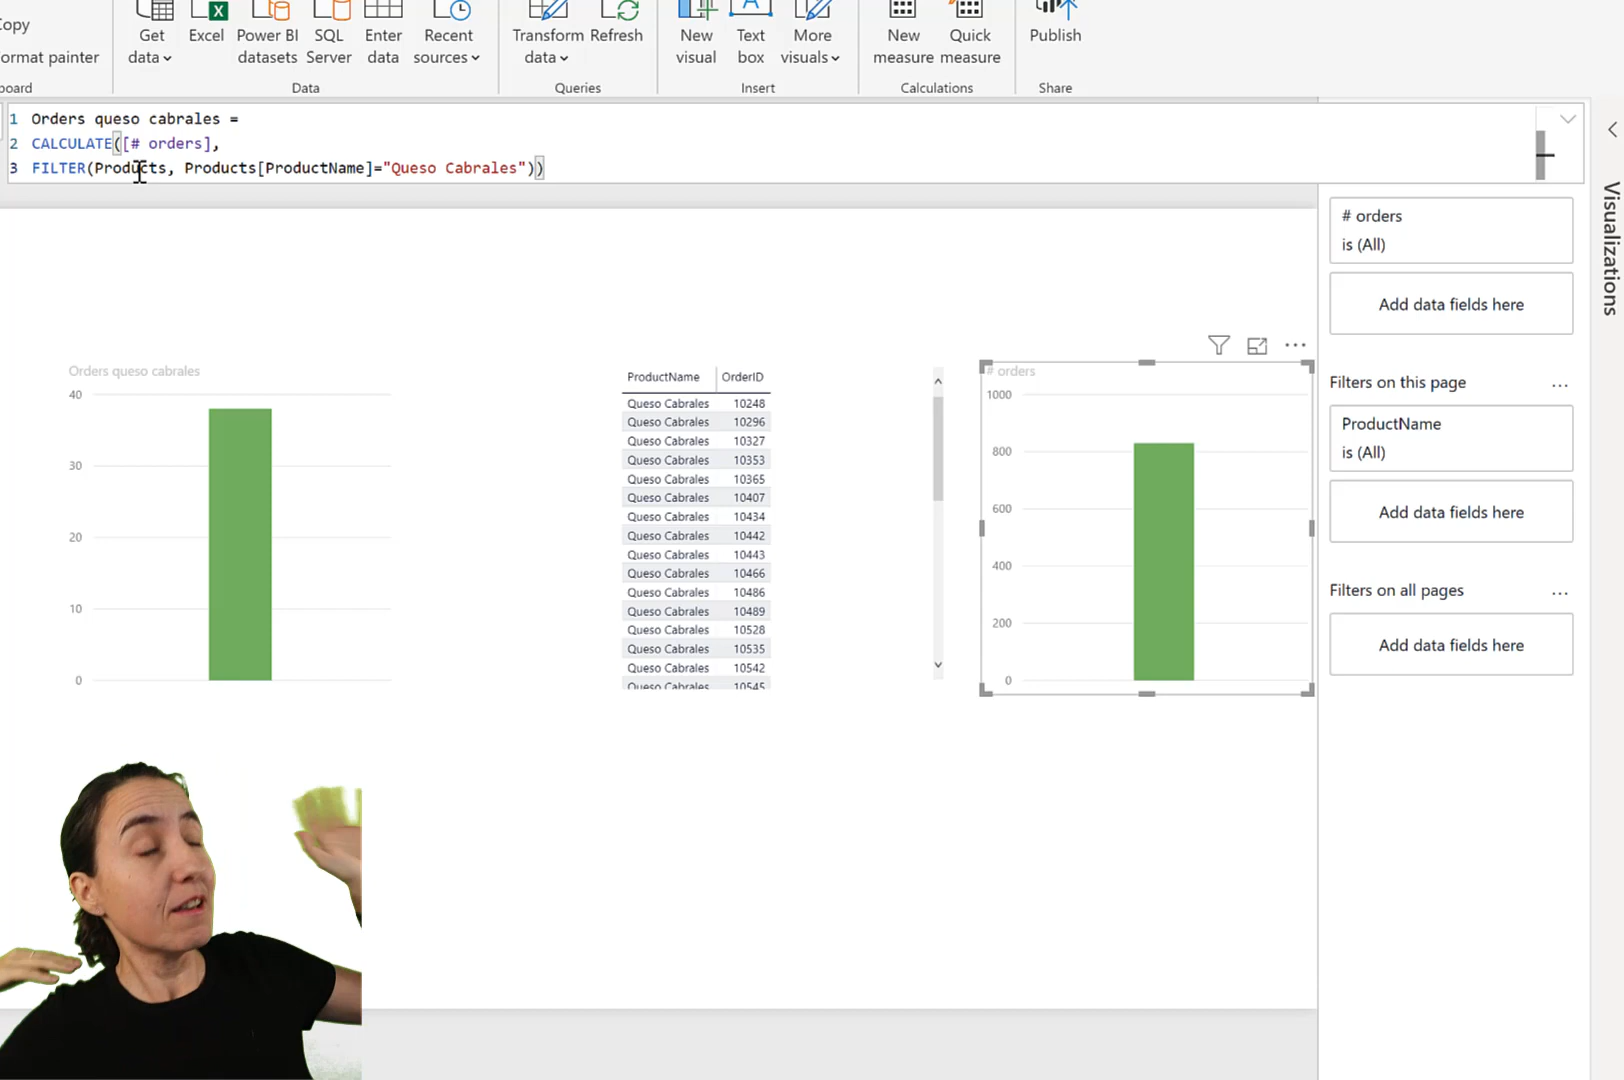 Copy
ormat painter
board
Get
data
Excel
Power BI
datasets
SQL
Server
Enter
data
Recent
sources
Data
Transform
data
Refresh
Queries
New
visual
Text
box
More
visuals
Insert
New
measure
Quick
measure
Calculations
Publish
Share
1 Orders queso cabrales =
2 CALCULATE([# orders],
3 FILTER(Products, Products[ProductName]="Queso Cabrales"))
Orders queso cabrales
40
30
20
10
0
ProductName OrderID
Queso Cabrales 10248
Queso Cabrales 10296
Queso Cabrales 10327
Queso Cabrales 10353
Queso Cabrales 10365
Queso Cabrales 10407
Queso Cabrales 10434
Queso Cabrales 10442
Queso Cabrales 10443
Queso Cabrales 10466
Queso Cabrales 10486
Queso Cabrales 10489
Queso Cabrales 10528
Queso Cabrales 10535
Queso Cabrales 10542
Queso Cabrales 10545
# orders
1000
800
600
400
200
0
# orders
is (All)
Add data fields here
Filters on this page ...
ProductName
is (All)
Add data fields here
Filters on all pages ...
Add data fields here
Visualizations